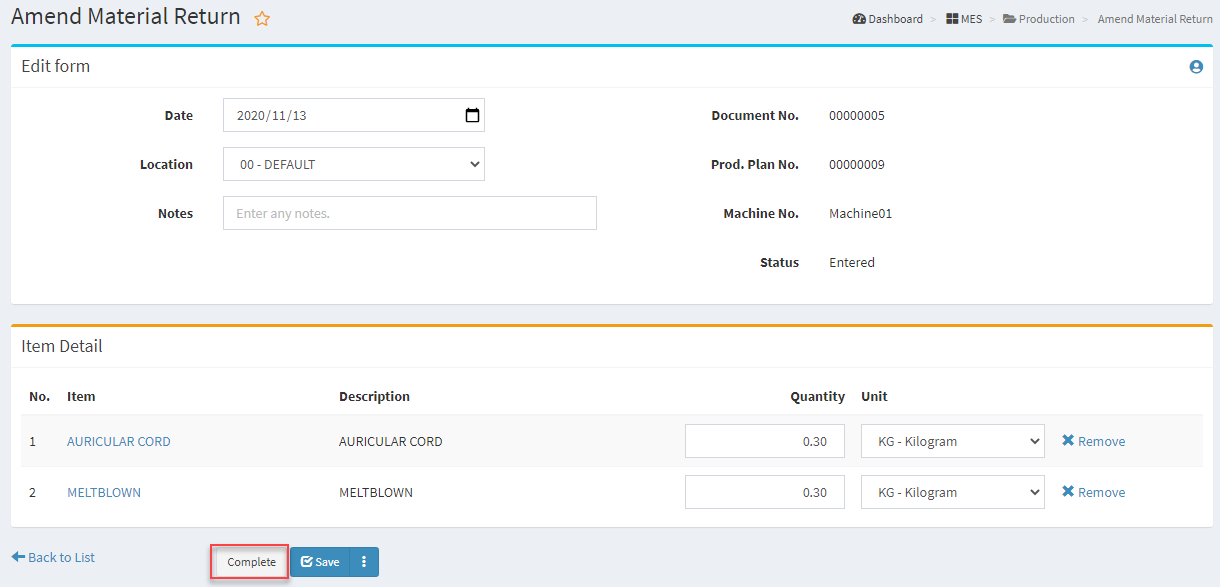 Amend Material Return
Dashboard > MES > Production > Amend Material Return
Edit form
Date 2020/11/13 Document No. 00000005
Location 00 - DEFAULT Prod. Plan No. 00000009
Notes Enter any notes. Machine No. Machine01
Status Entered
Item Detail
No. Item Description Quantity Unit
1 AURICULAR CORD AURICULAR CORD 0.30 KG - Kilogram Remove
2 MELTBLOWN MELTBLOWN 0.30 KG - Kilogram Remove
Back to List Complete Save